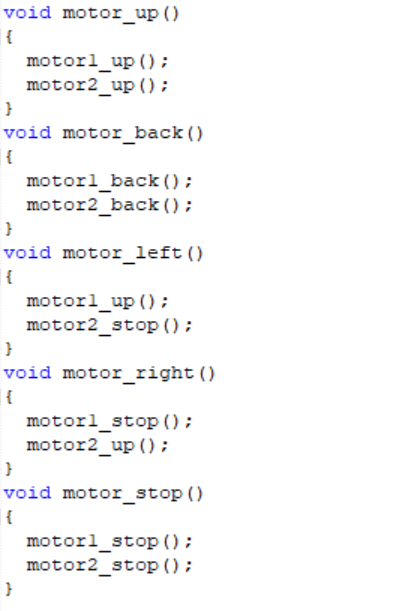 void motor_up()
{
  motor1_up();
  motor2_up();
}
void motor_back()
{
  motor1_back();
  motor2_back();
}
void motor_left()
{
  motor1_up();
  motor2_stop();
}
void motor_right()
{
  motor1_stop();
  motor2_up();
}
void motor_stop()
{
  motor1_stop();
  motor2_stop();
}